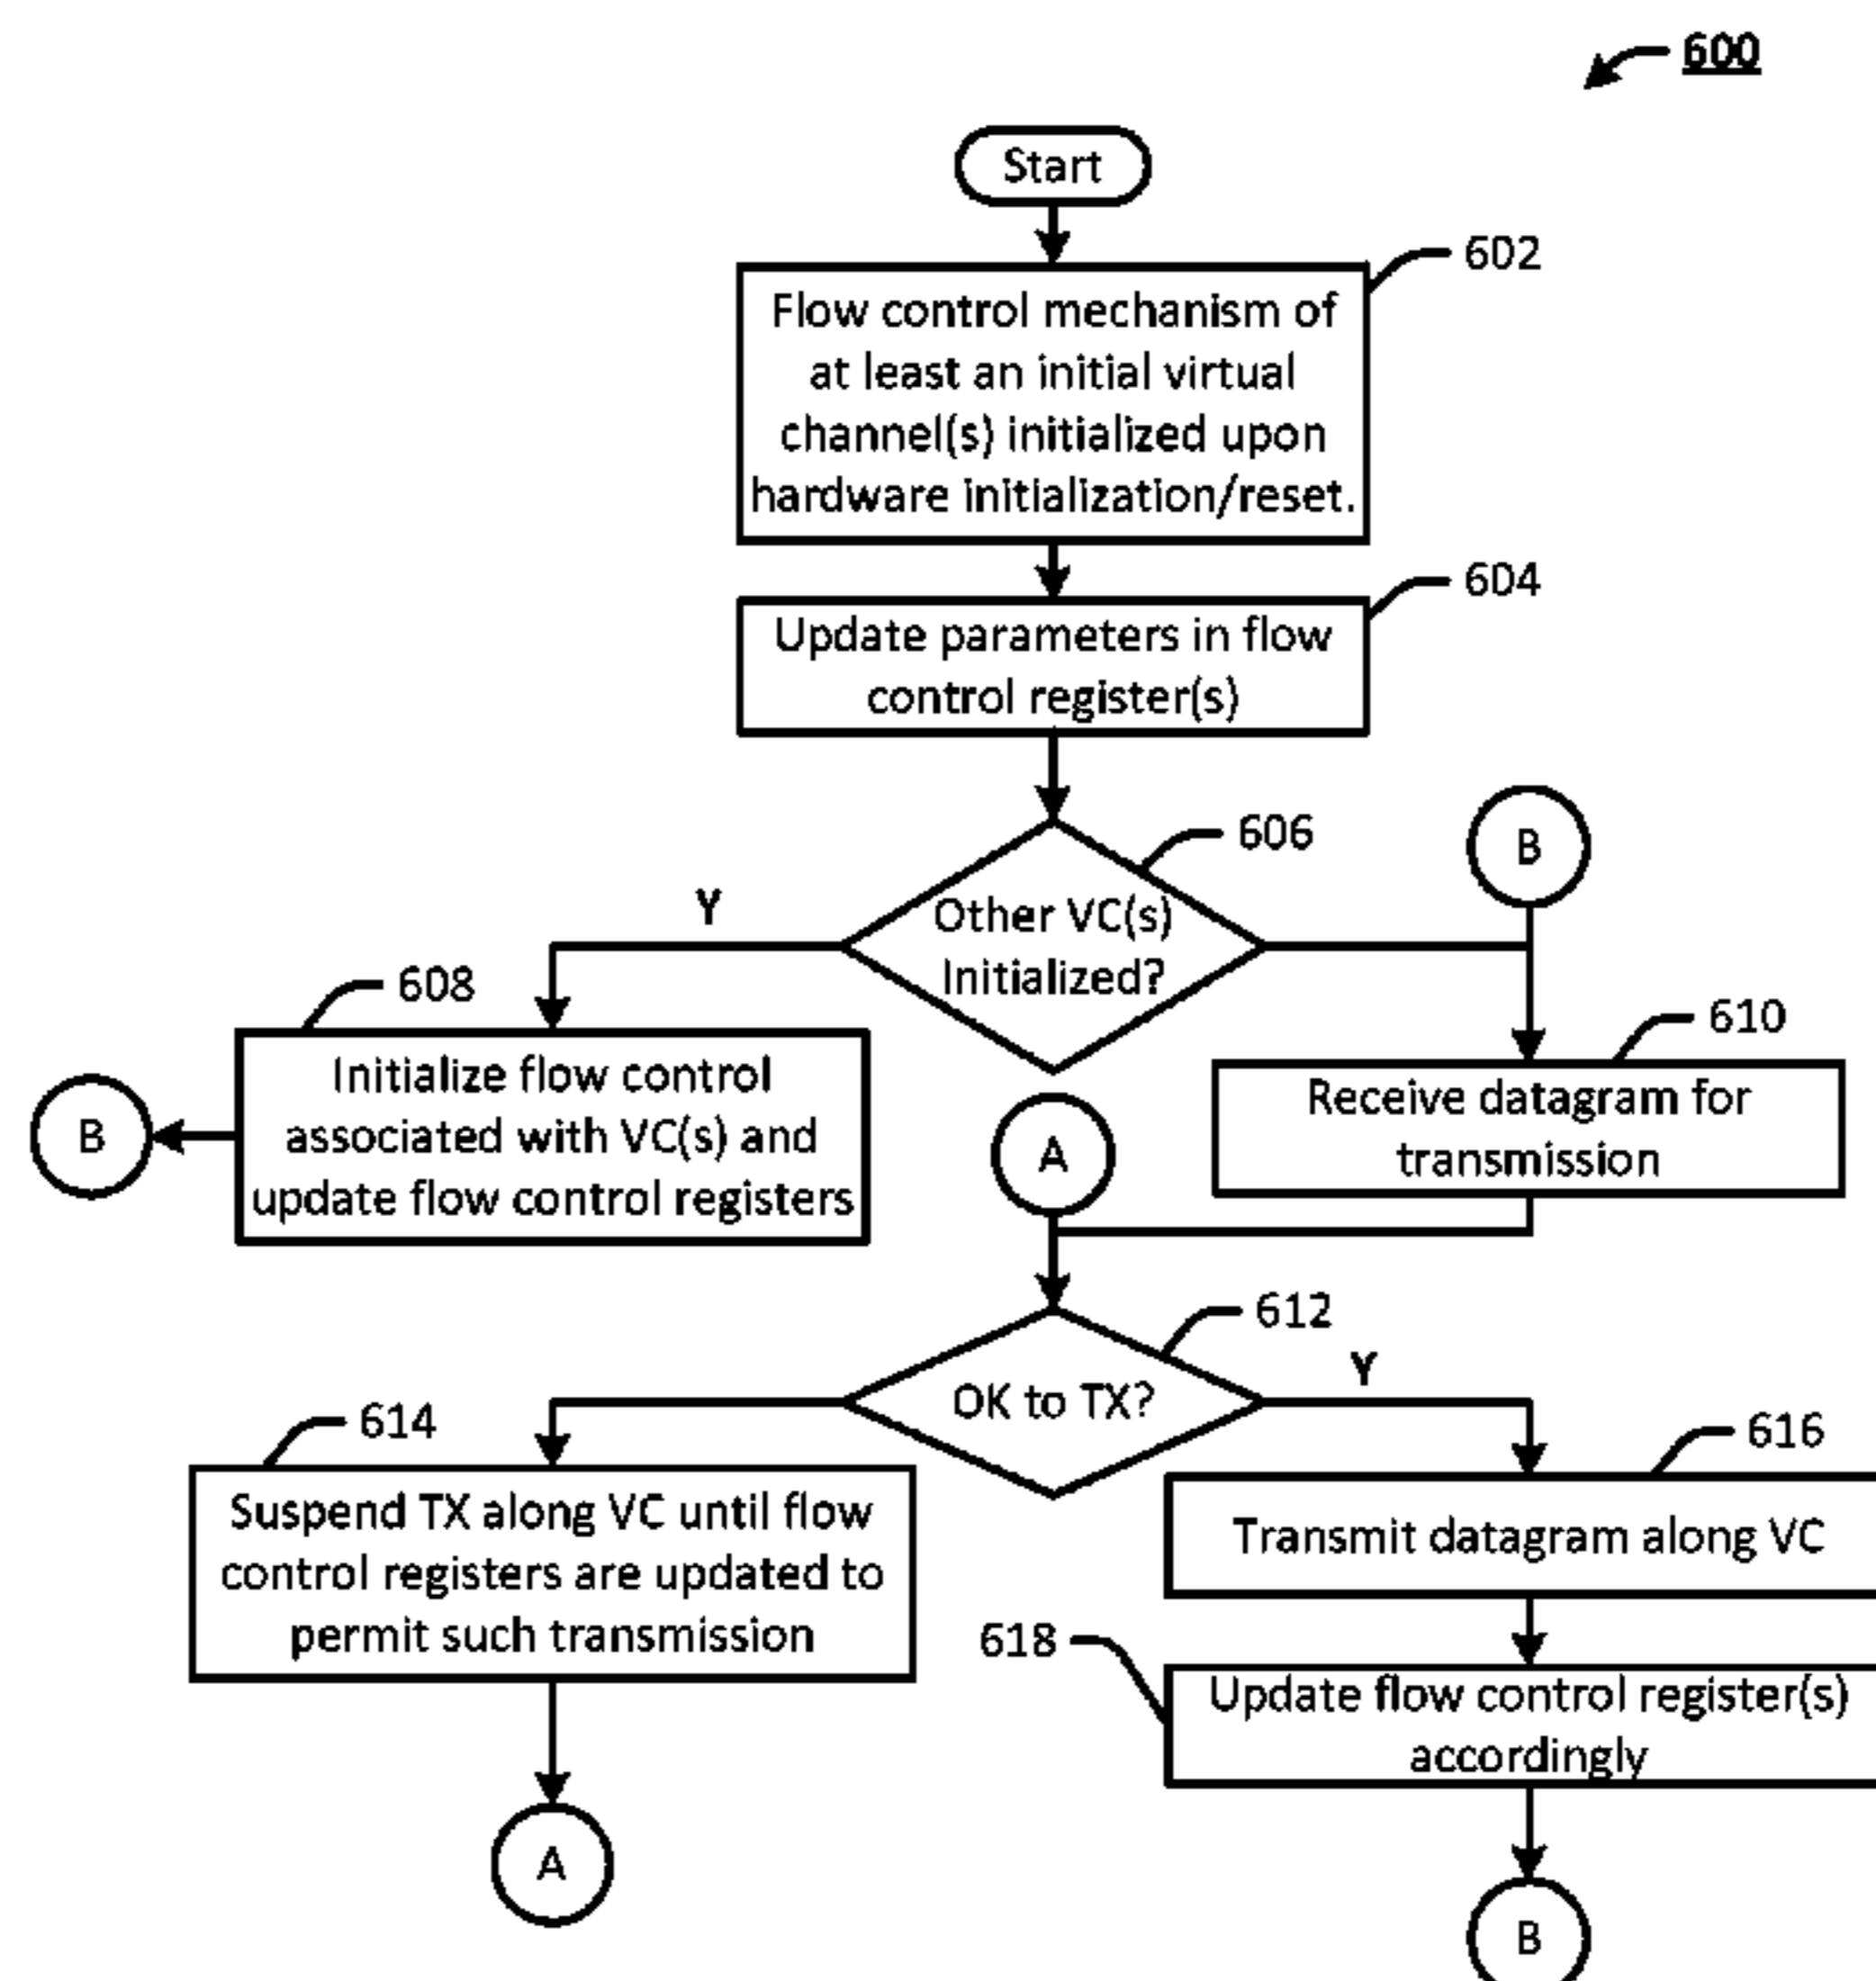 600
Start
602
Flow control mechanism of
at least an initial virtual
channel(s) initialized upon
hardware initialization/reset.
604
Update parameters in flow
control register(s)
606
B
Y
Other VC(s)
Initialized?
608
610
Initialize flow control
associated with VC(s) and
update flow control registers
B
A
Receive datagram for
transmission
612
OK to TX?
Y
614
616
Suspend TX along VC until flow
control registers are updated to
permit such transmission
Transmit datagram along VC
618
Update flow control register(s)
accordingly
A
B